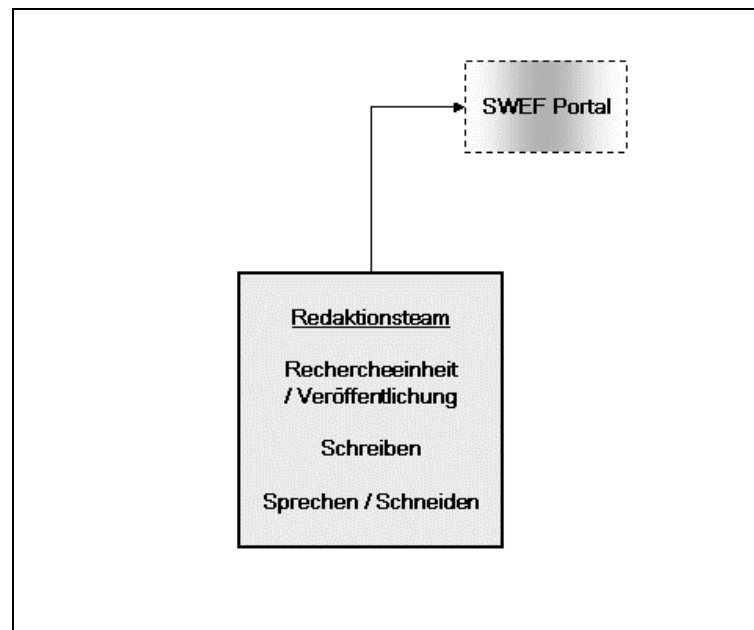 SWEF Portal
Redaktionsteam
Rechercheeinheit
/ Veröffentlichung
Schreiben
Sprechen / Schneiden